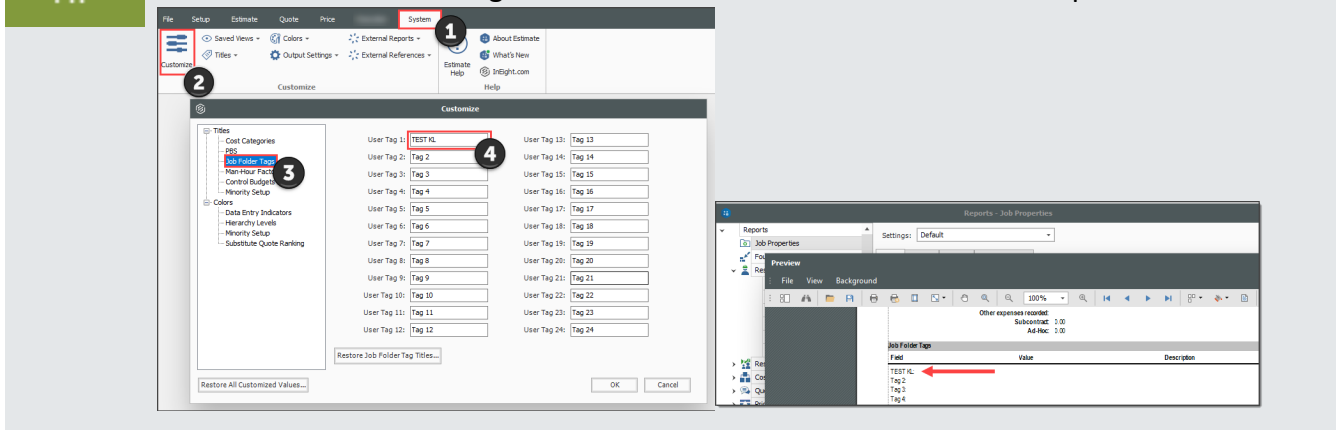 File Setup Estimate Quote Price System
1
Saved Views Colors External Reports About Estimate
Titles Output Settings External References What's New
Customize Estimate Help InEight.com
2
Customize Help
Customize
Titles
Cost Categories
PBS
Job Folder Tags
3
Man-Hour Fact
Control Budgets
Minority Setup
Colors
Data Entry Indicators
Hierarchy Levels
Minority Setup
Substitute Quote Ranking
User Tag 1: TEST KL User Tag 13: Tag 13
4
User Tag 2: Tag 2 User Tag 14: Tag 14
User Tag 3: Tag 3 User Tag 15: Tag 15
User Tag 4: Tag 4 User Tag 16: Tag 16
User Tag 5: Tag 5 User Tag 17: Tag 17
User Tag 6: Tag 6 User Tag 18: Tag 18
User Tag 7: Tag 7 User Tag 19: Tag 19
User Tag 8: Tag 8 User Tag 20: Tag 20
User Tag 9: Tag 9 User Tag 21: Tag 21
User Tag 10: Tag 10 User Tag 22: Tag 22
User Tag 11: Tag 11 User Tag 23: Tag 23
User Tag 12: Tag 12 User Tag 24: Tag 24
Restore Job Folder Tag Titles...
Restore All Customized Values... OK Cancel
Reports - Job Properties
Reports
Job Properties
Settings: Default
Fou
Res
Preview
File View Background
100%
Other expenses recorded:
Subcontract: 0.00
Ad-Hoc: 0.00
Job Folder Tags
Field Value Description
TEST KL:
Tag 2:
Tag 3:
Tag 4:
Res
Cos
Quo